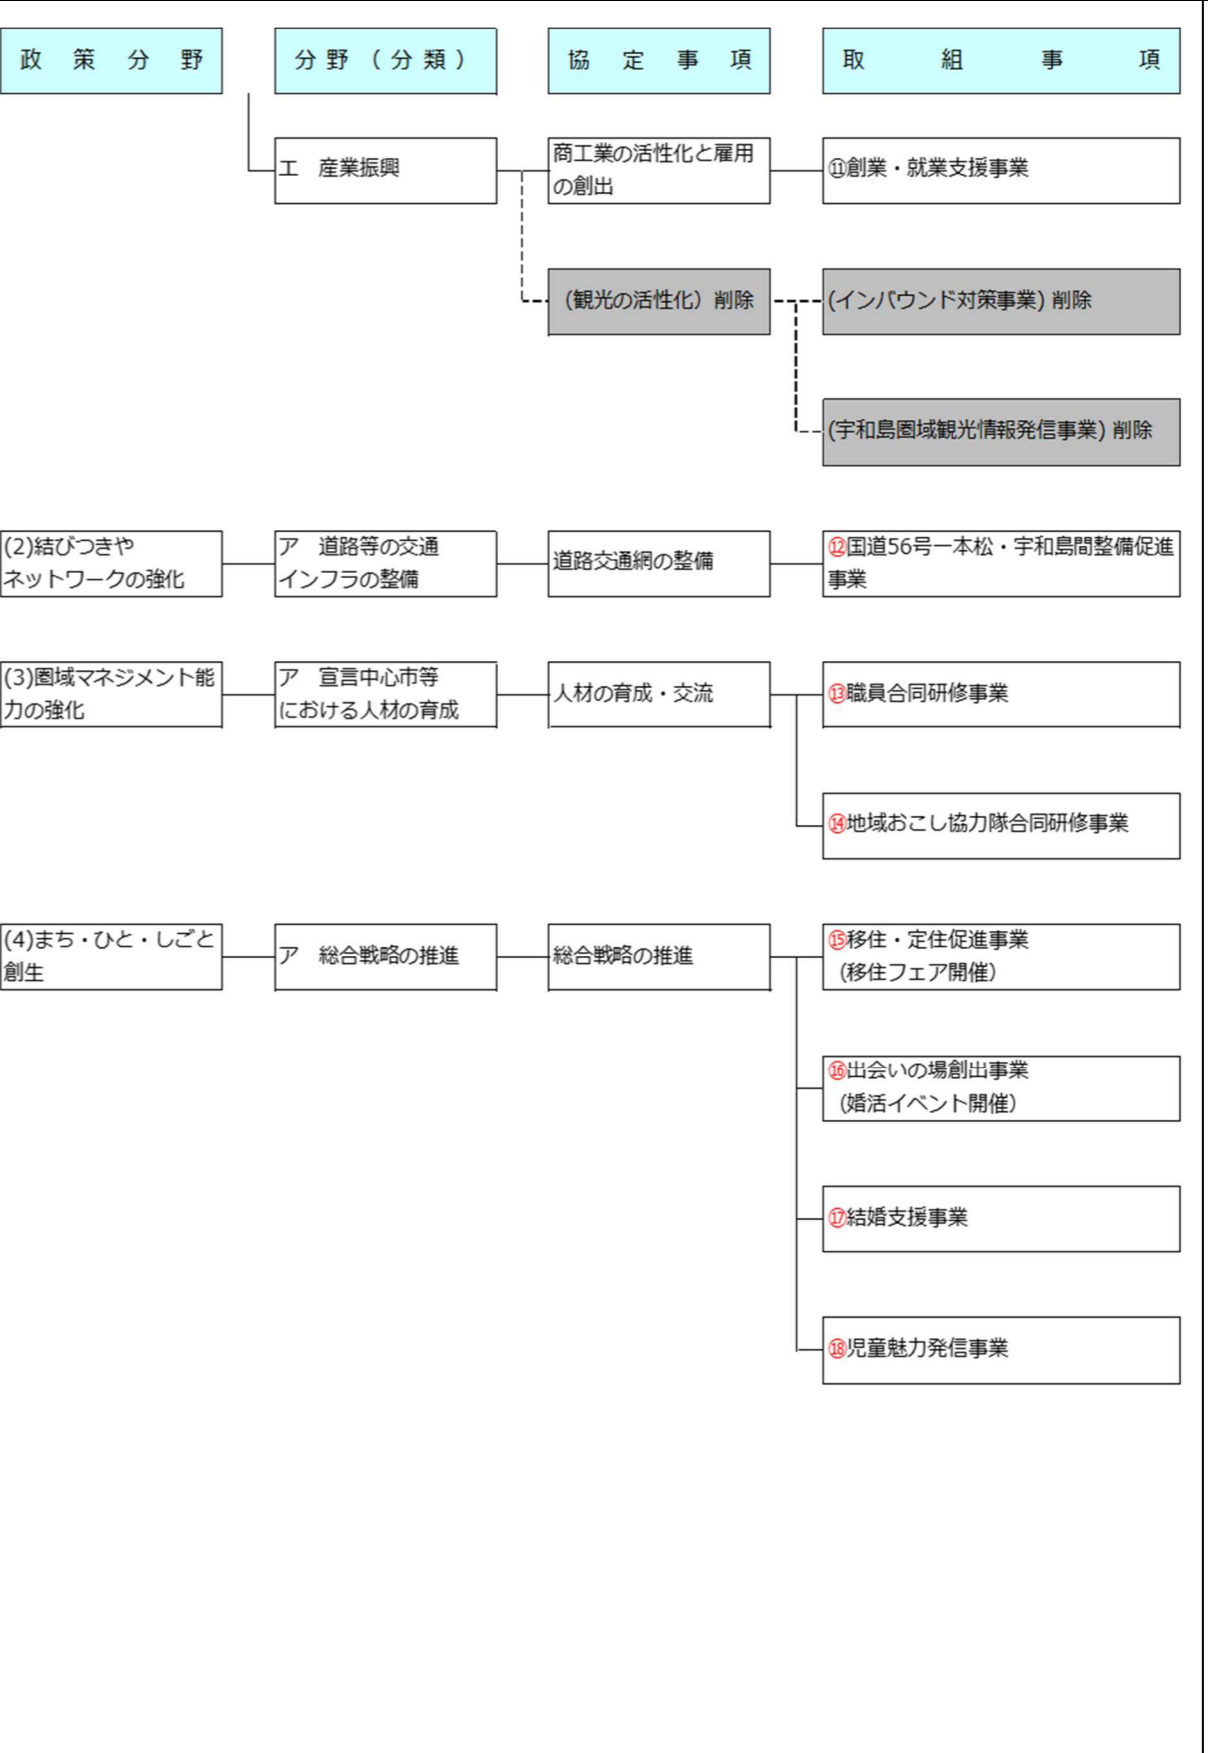 政策分野
分野（分類）
協定事項
取組事項
エ　産業振興
商工業の活性化と雇用
の創出
⑪創業・就業支援事業
（観光の活性化）削除
(インバウンド対策事業) 削除
(宇和島圏域観光情報発信事業) 削除
(2)結びつきや
ネットワークの強化
ア　道路等の交通
インフラの整備
道路交通網の整備
⑫国道56号一本松・宇和島間整備促進
事業
(3)圏域マネジメント能
力の強化
ア　宣言中心市等
における人材の育成
人材の育成・交流
⑬職員合同研修事業
⑭地域おこし協力隊合同研修事業
(4)まち・ひと・しごと
創生
ア　総合戦略の推進
総合戦略の推進
⑮移住・定住促進事業
（移住フェア開催）
⑯出会いの場創出事業
（婚活イベント開催）
⑰結婚支援事業
⑱児童魅力発信事業